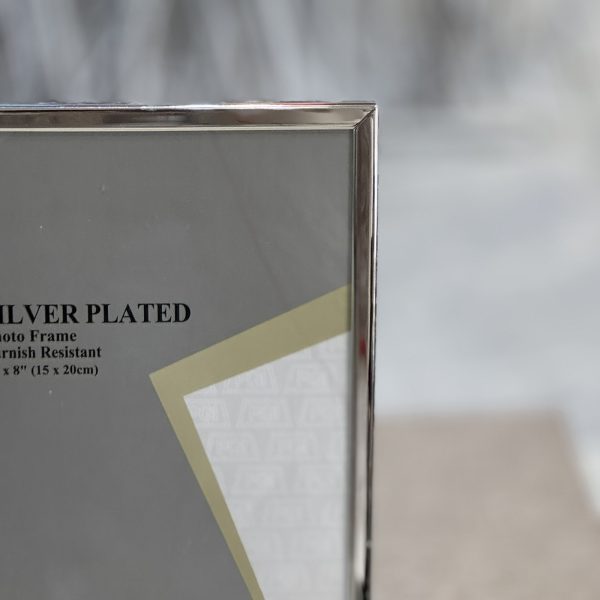 ILVER PLATED
hoto Frame
rnish Resistant
x 8" (15 x 20cm)